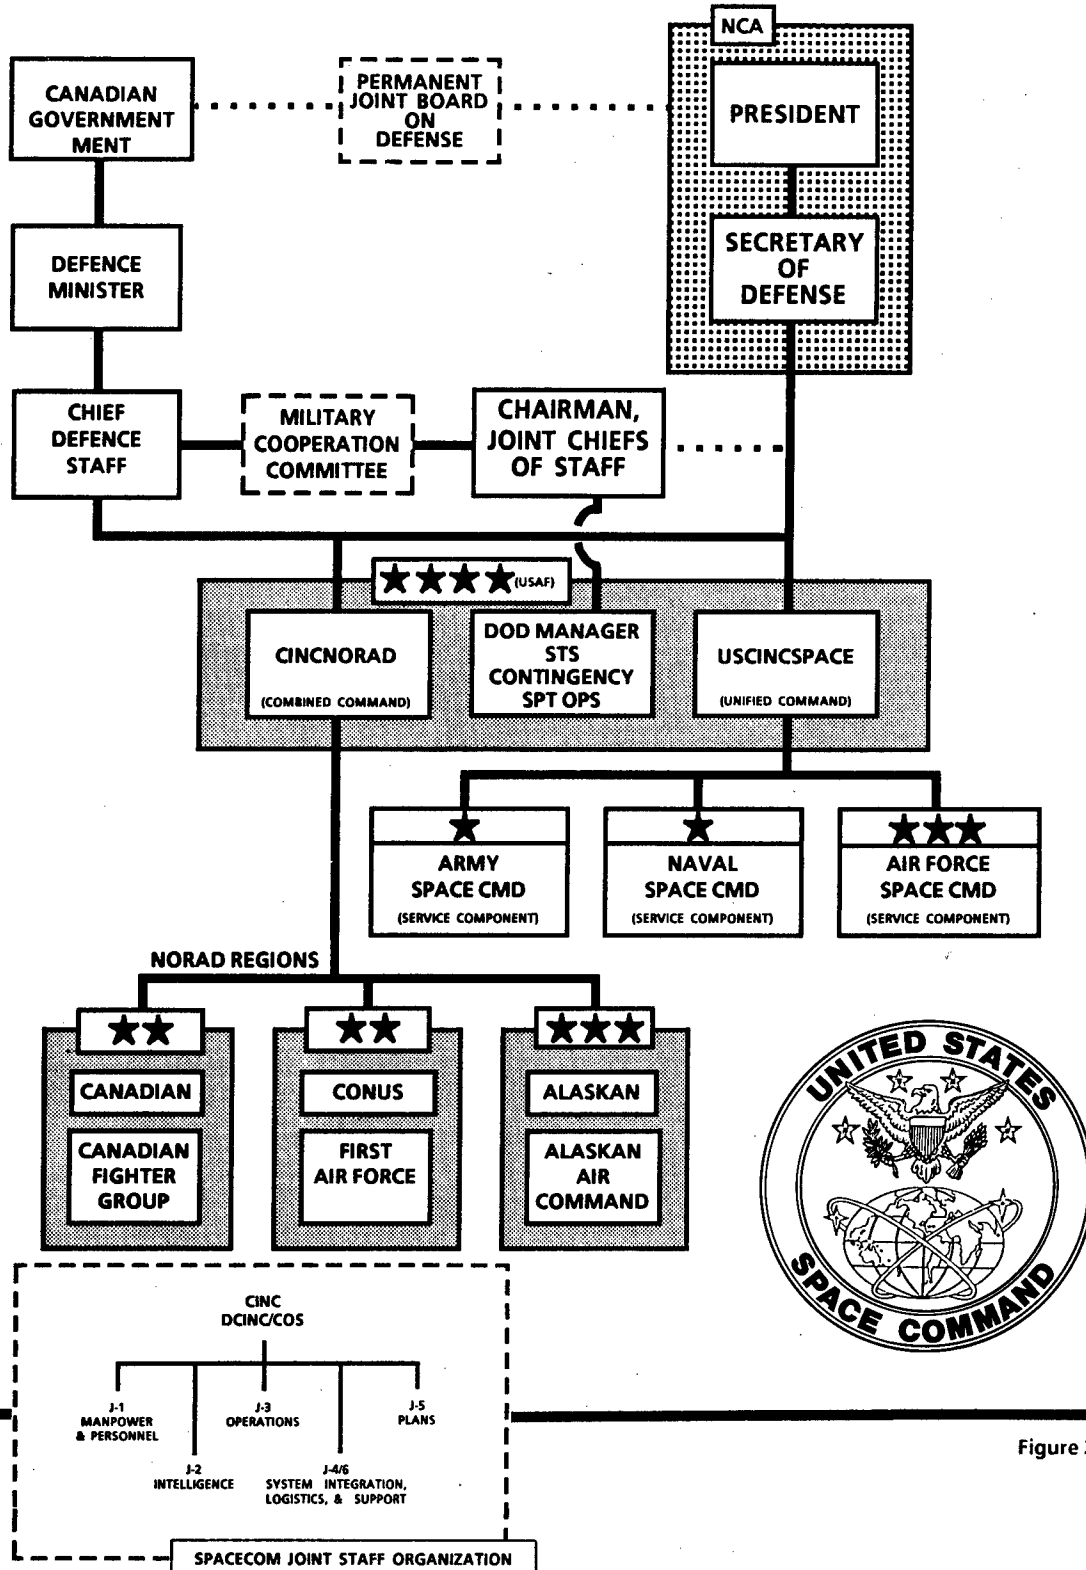 NCA
CANADIAN
GOVERNMENT
MENT
PERMANENT
JOINT BOARD
ON
DEFENSE
PRESIDENT
DEFENCE
MINISTER
SECRETARY
OF
DEFENSE
CHIEF
DEFENCE
STAFF
MILITARY
COOPERATION
COMMITTEE
CHAIRMAN,
JOINT CHIEFS
OF STAFF
(USAF)
CINCNORAD
(COMBINED COMMAND)
DOD MANAGER
STS
CONTINGENCY
SPT OPS
USCINCSPACE
(UNIFIED COMMAND)
ARMY
SPACE CMD
(SERVICE COMPONENT)
NAVAL
SPACE CMD
(SERVICE COMPONENT)
AIR FORCE
SPACE CMD
(SERVICE COMPONENT)
NORAD REGIONS
CANADIAN
CANADIAN
FIGHTER
GROUP
CONUS
FIRST
AIR FORCE
ALASKAN
ALASKAN
AIR
COMMAND
UNITED STATES
SPACE COMMAND
CINC
DCINC/COS
J-1
MANPOWER
& PERSONNEL
J-2
INTELLIGENCE
J-3
OPERATIONS
J-4/6
SYSTEM INTEGRATION,
LOGISTICS, & SUPPORT
J-5
PLANS
SPACECOM JOINT STAFF ORGANIZATION
Figure